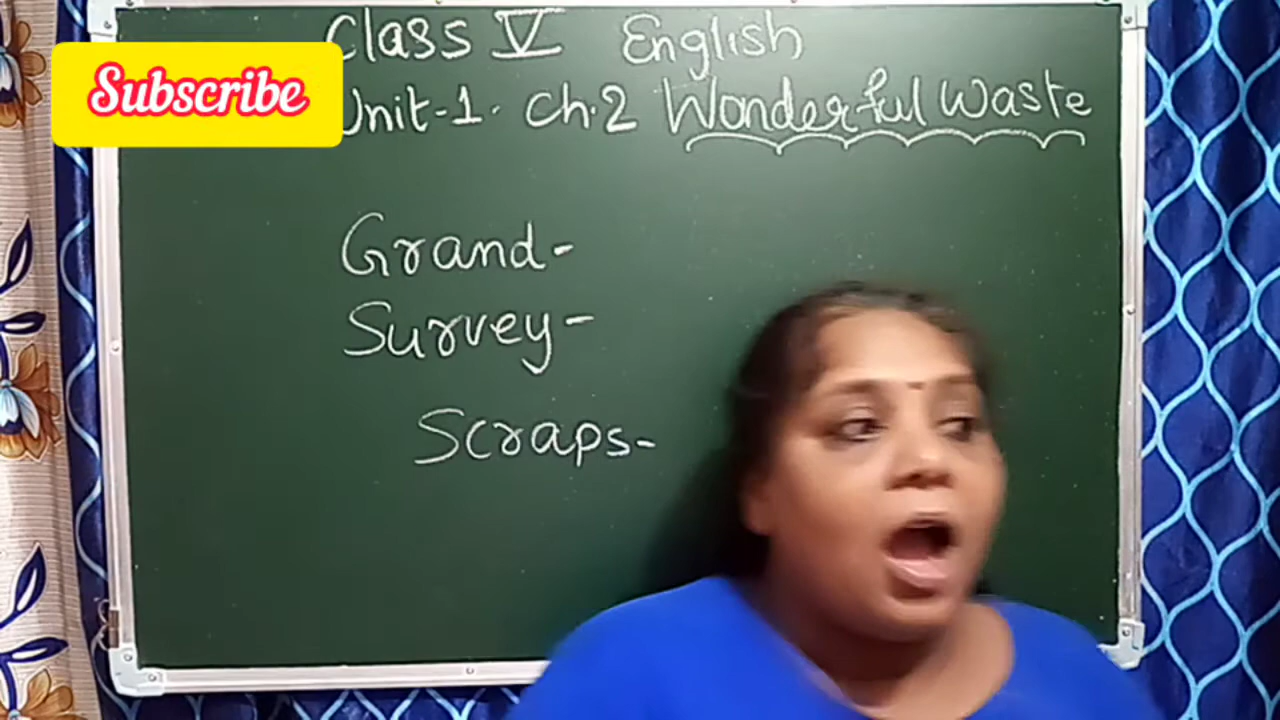 Class V English
Subscribe
Unit-1. Ch.2 Wonderful Waste
Grand-
Survey-
Scraps-